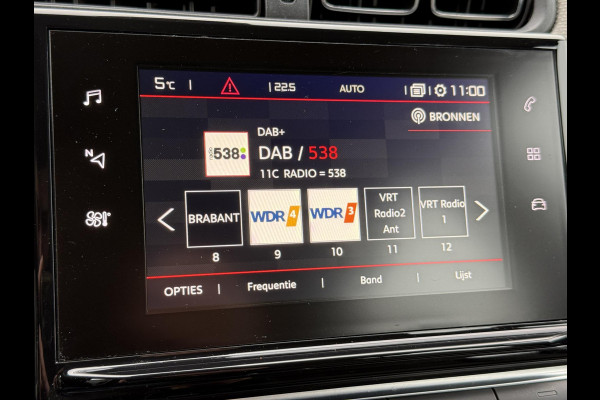 5°C 22.5 AUTO 11:00
BRONNEN
DAB+
538 DAB / 538
11C RADIO = 538
N
BRABANT WDR 4 WDR 3 VRT Radio2 Ant VRT Radio 1
8 9 10 11 12
OPTIES Frequentie Band Lijst